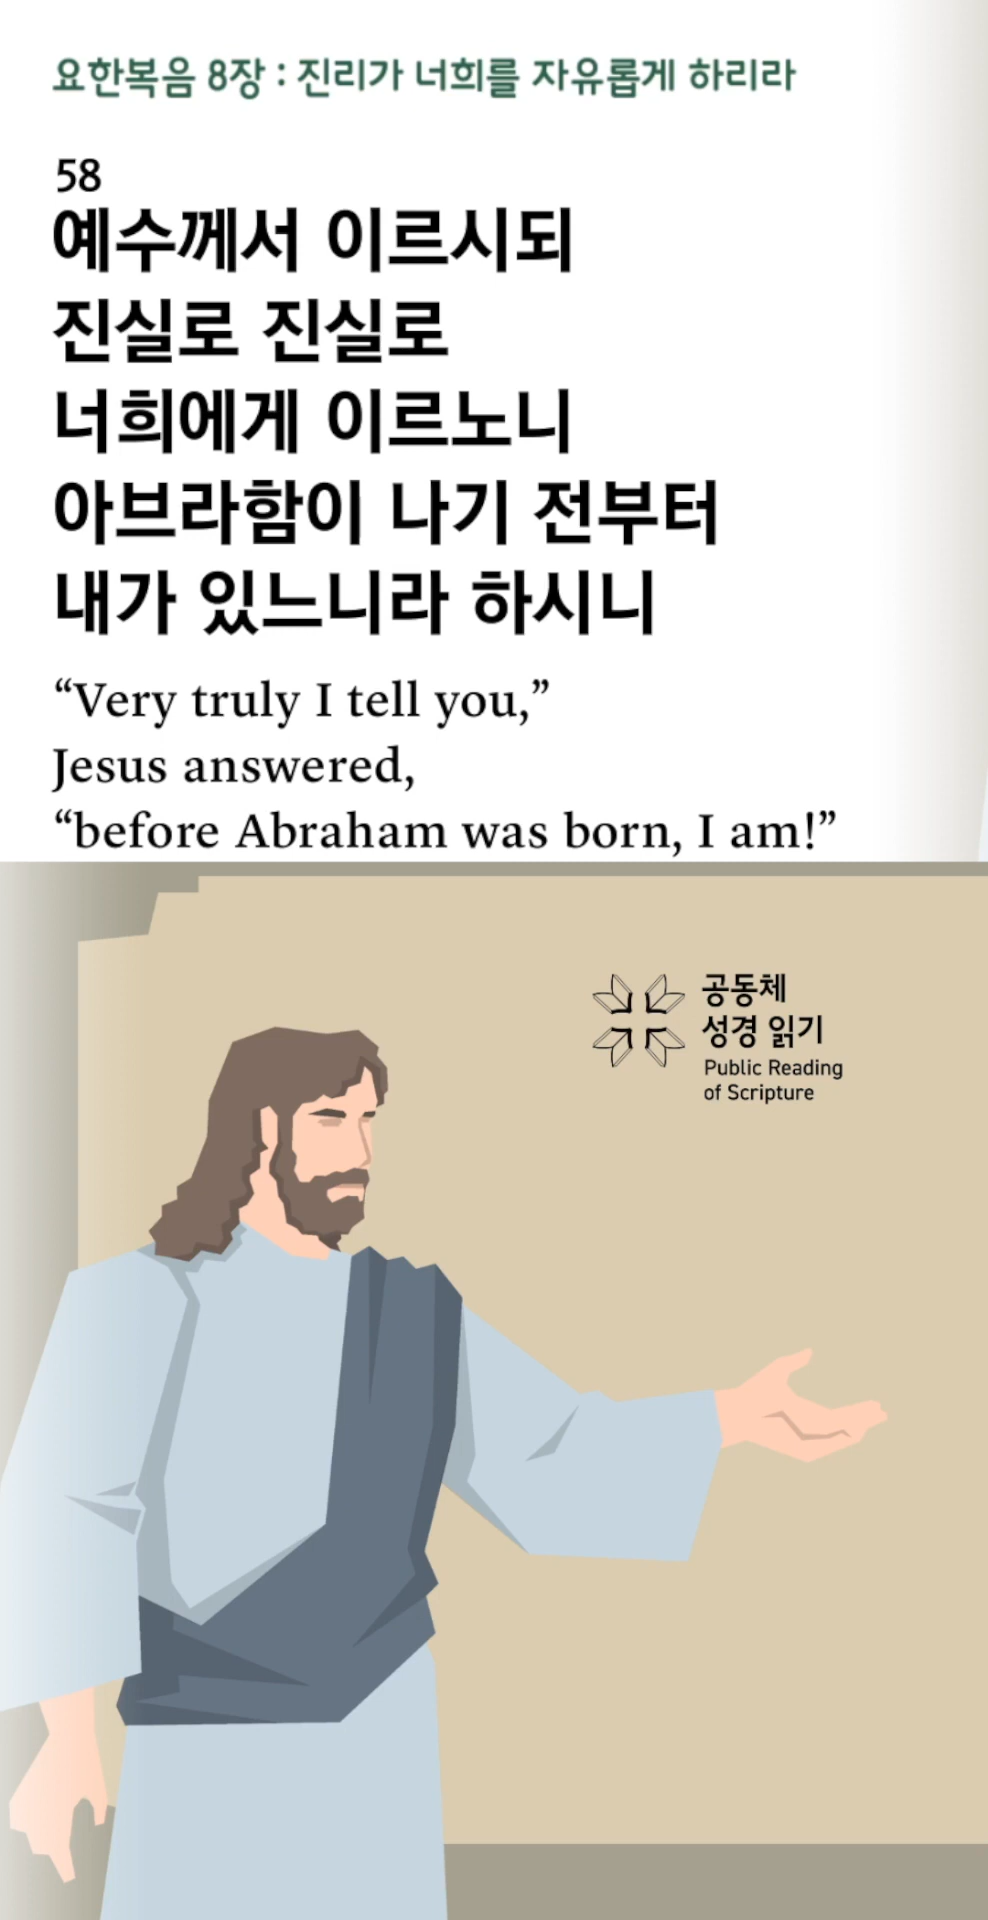 요한복음 8장 : 진리가 너희를 자유롭게 하리라
58
예수께서 이르시되
진실로 진실로
너희에게 이르노니
아브라함이 나기 전부터
내가 있느니라 하시니
“Very truly I tell you,”
Jesus answered,
“before Abraham was born, I am!”
공동체
성경 읽기
Public Reading
of Scripture